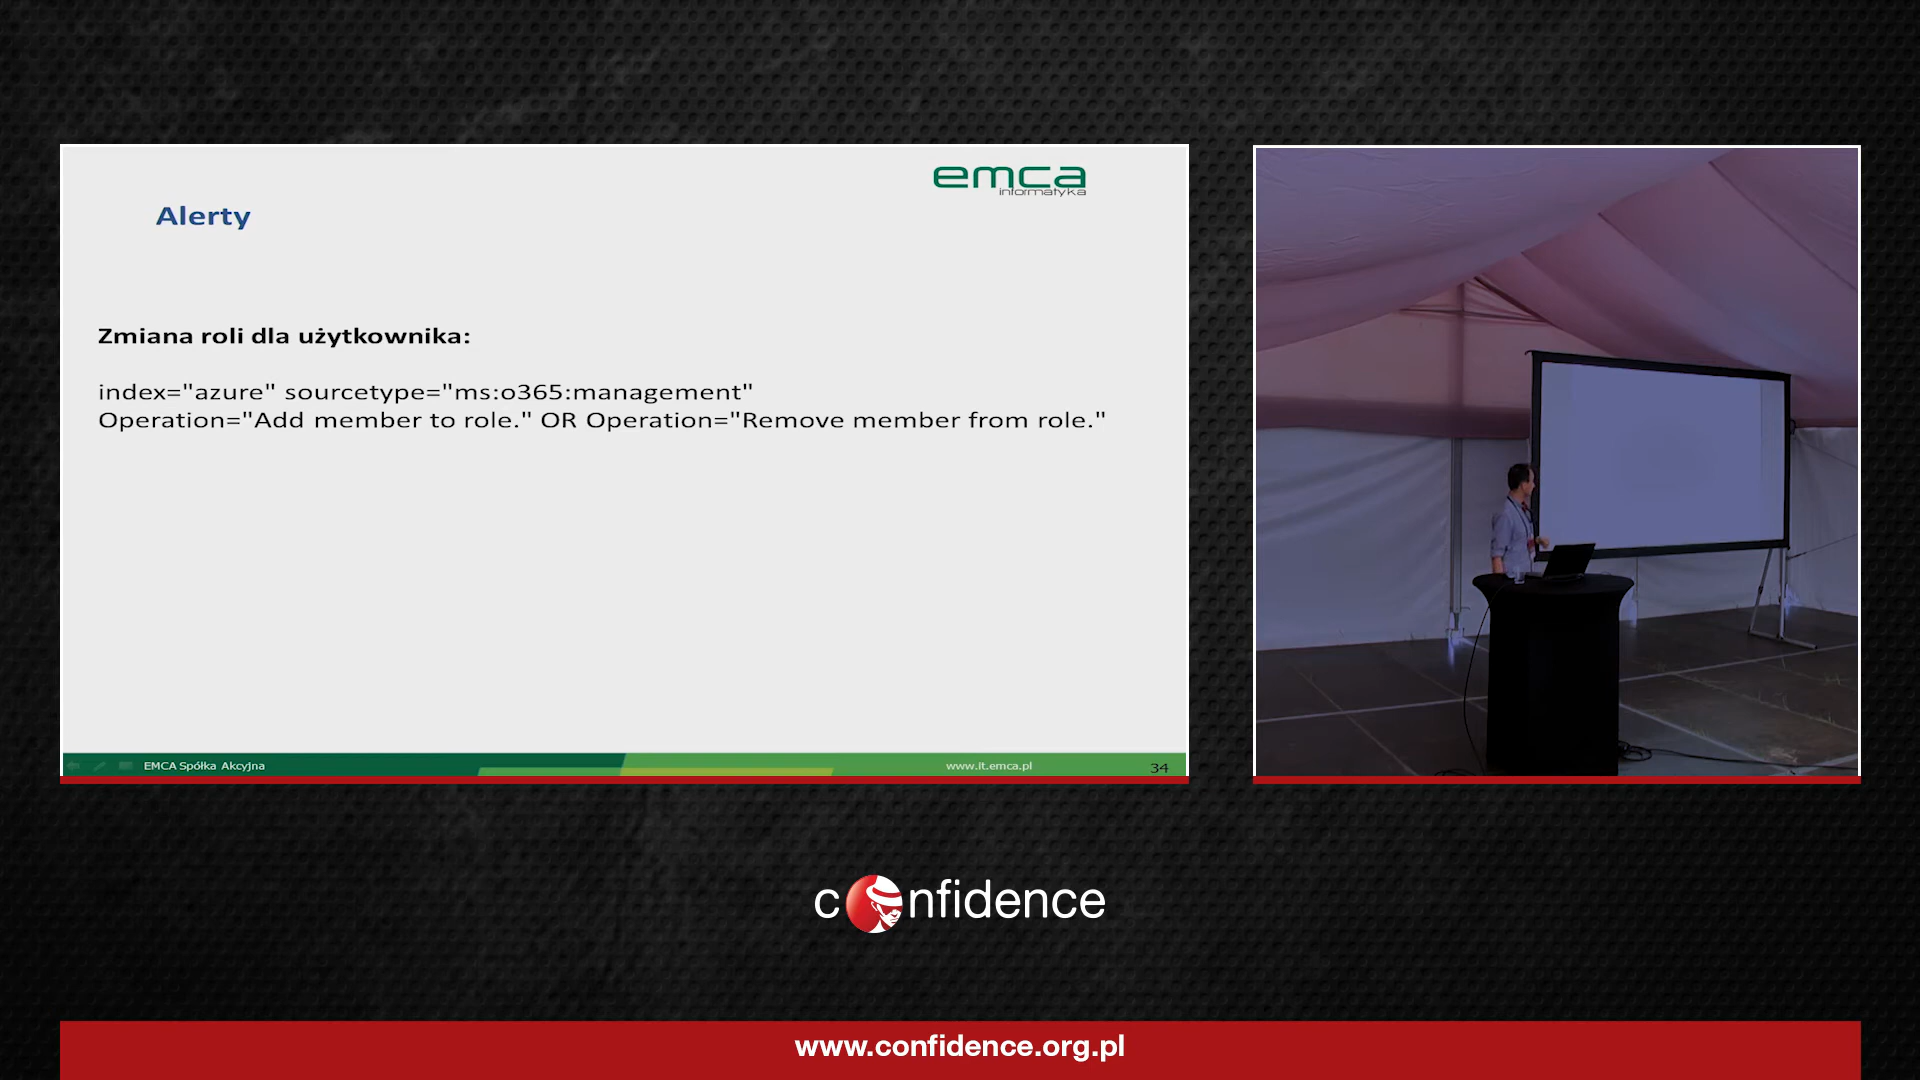 emca
informatyka
Alerty
Zmiana roli dla użytkownika:
index="azure" sourcetype="ms:o365:management"
Operation="Add member to role." OR Operation="Remove member from role."
EMCA Spółka Akcyjna
www.it.emca.pl
34
confidence
www.confidence.org.pl